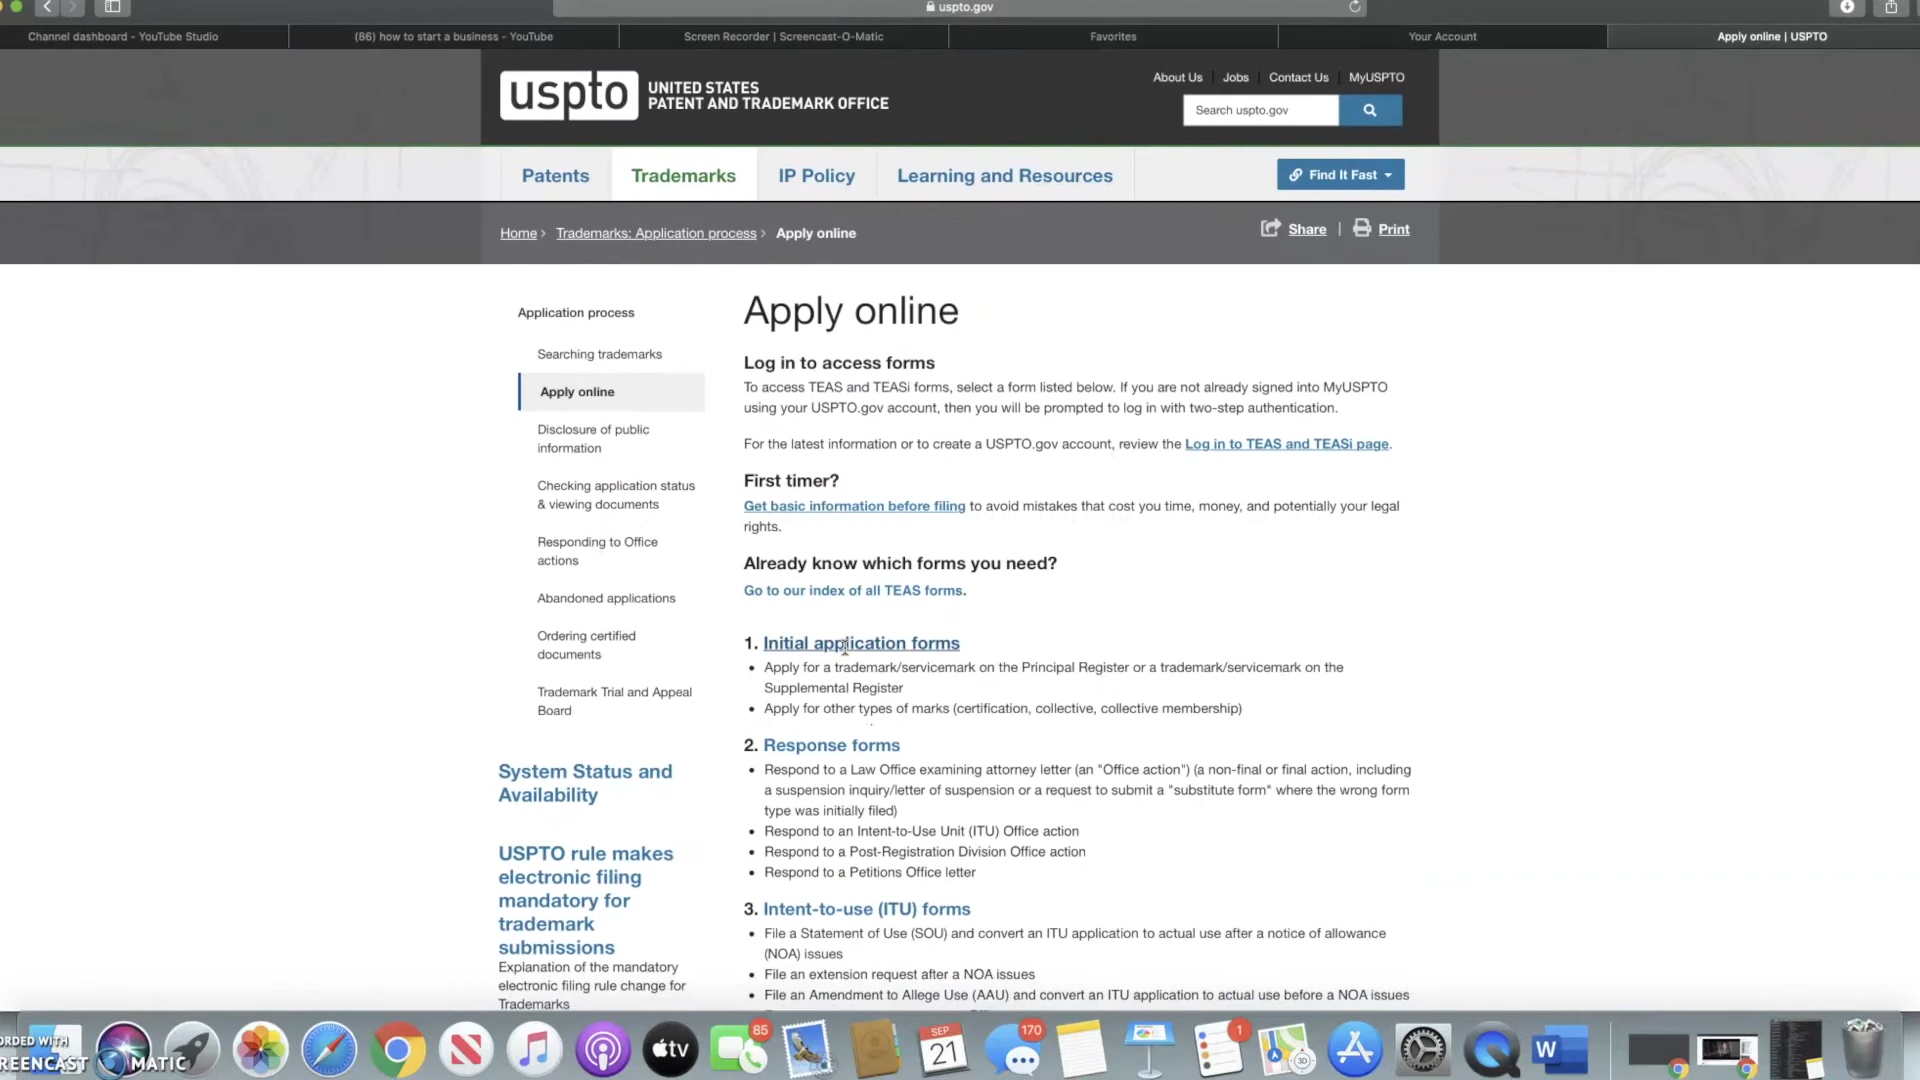 uspto.gov
Channel dashboard - YouTube Studio
(86) how to start a business - YouTube
Screen Recorder | Screencast-O-Matic
Favorites
Your Account
Apply online | USPTO
uspto UNITED STATES
PATENT AND TRADEMARK OFFICE
About Us Jobs Contact Us MyUSPTO
Search uspto.gov
Patents Trademarks IP Policy Learning and Resources Find It Fast
Home > Trademarks: Application process > Apply online
Share | Print
Application process
Searching trademarks
Apply online
Disclosure of public
information
Checking application status
& viewing documents
Responding to Office
actions
Abandoned applications
Ordering certified
documents
Trademark Trial and Appeal
Board
System Status and
Availability
USPTO rule makes
electronic filing
mandatory for
trademark
submissions
Explanation of the mandatory
electronic filing rule change for
Trademarks
Apply online
Log in to access forms
To access TEAS and TEASi forms, select a form listed below. If you are not already signed into MyUSPTO
using your USPTO.gov account, then you will be prompted to log in with two-step authentication.
For the latest information or to create a USPTO.gov account, review the Log in to TEAS and TEASi page.
First timer?
Get basic information before filing to avoid mistakes that cost you time, money, and potentially your legal
rights.
Already know which forms you need?
Go to our index of all TEAS forms.
1. Initial application forms
• Apply for a trademark/servicemark on the Principal Register or a trademark/servicemark on the
Supplemental Register
• Apply for other types of marks (certification, collective, collective membership)
2. Response forms
• Respond to a Law Office examining attorney letter (an "Office action") (a non-final or final action, including
a suspension inquiry/letter of suspension or a request to submit a "substitute form" where the wrong form
type was initially filed)
• Respond to an Intent-to-Use Unit (ITU) Office action
• Respond to a Post-Registration Division Office action
• Respond to a Petitions Office letter
3. Intent-to-use (ITU) forms
• File a Statement of Use (SOU) and convert an ITU application to actual use after a notice of allowance
(NOA) issues
• File an extension request after a NOA issues
• File an Amendment to Allege Use (AAU) and convert an ITU application to actual use before a NOA issues
ORDED WITH
REENCAST MATIC
tv
85
SEP
21
170
1
3D
W